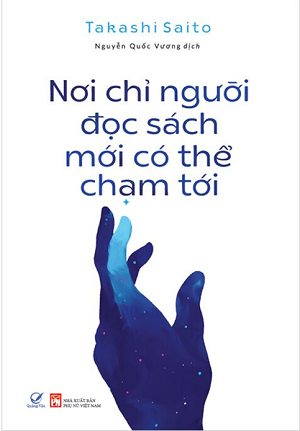 Takashi Saito
Nguyễn Quốc Vương dịch
Nơi chỉ người
đọc sách
mới có thể
chạm tới
Quảng Văn
NHÀ XUẤT BẢN
PHỤ NỮ VIỆT NAM